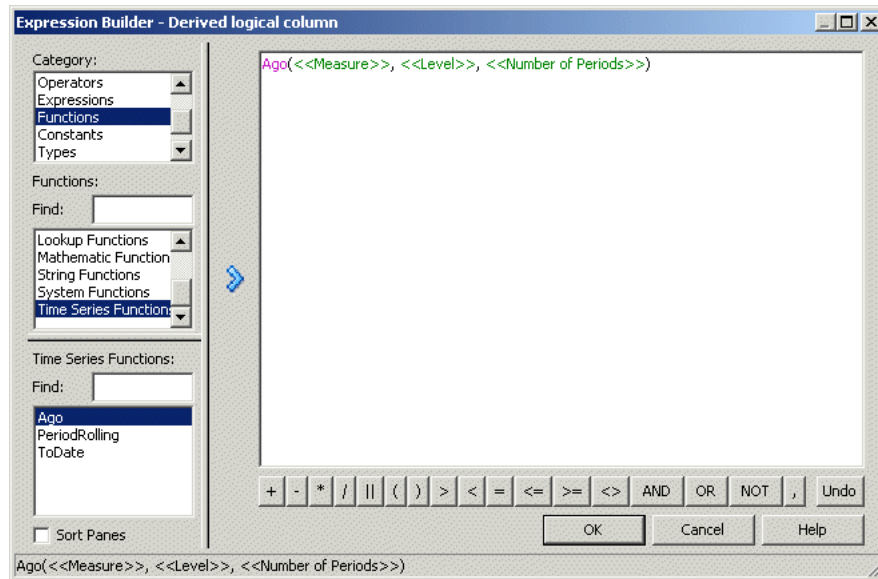 Expression Builder - Derived logical column
Category:
Operators
Expressions
Functions
Constants
Types
Functions:
Find:
Lookup Functions
Mathematic Function
String Functions
System Functions
Time Series Functions
Time Series Functions:
Find:
Ago
PeriodRolling
ToDate
Sort Panes
Ago(<<Measure>>, <<Level>>, <<Number of Periods>>)
+ - * / || ( ) > < = <= >= <> AND OR NOT , Undo
OK Cancel Help
Ago(<<Measure>>, <<Level>>, <<Number of Periods>>)